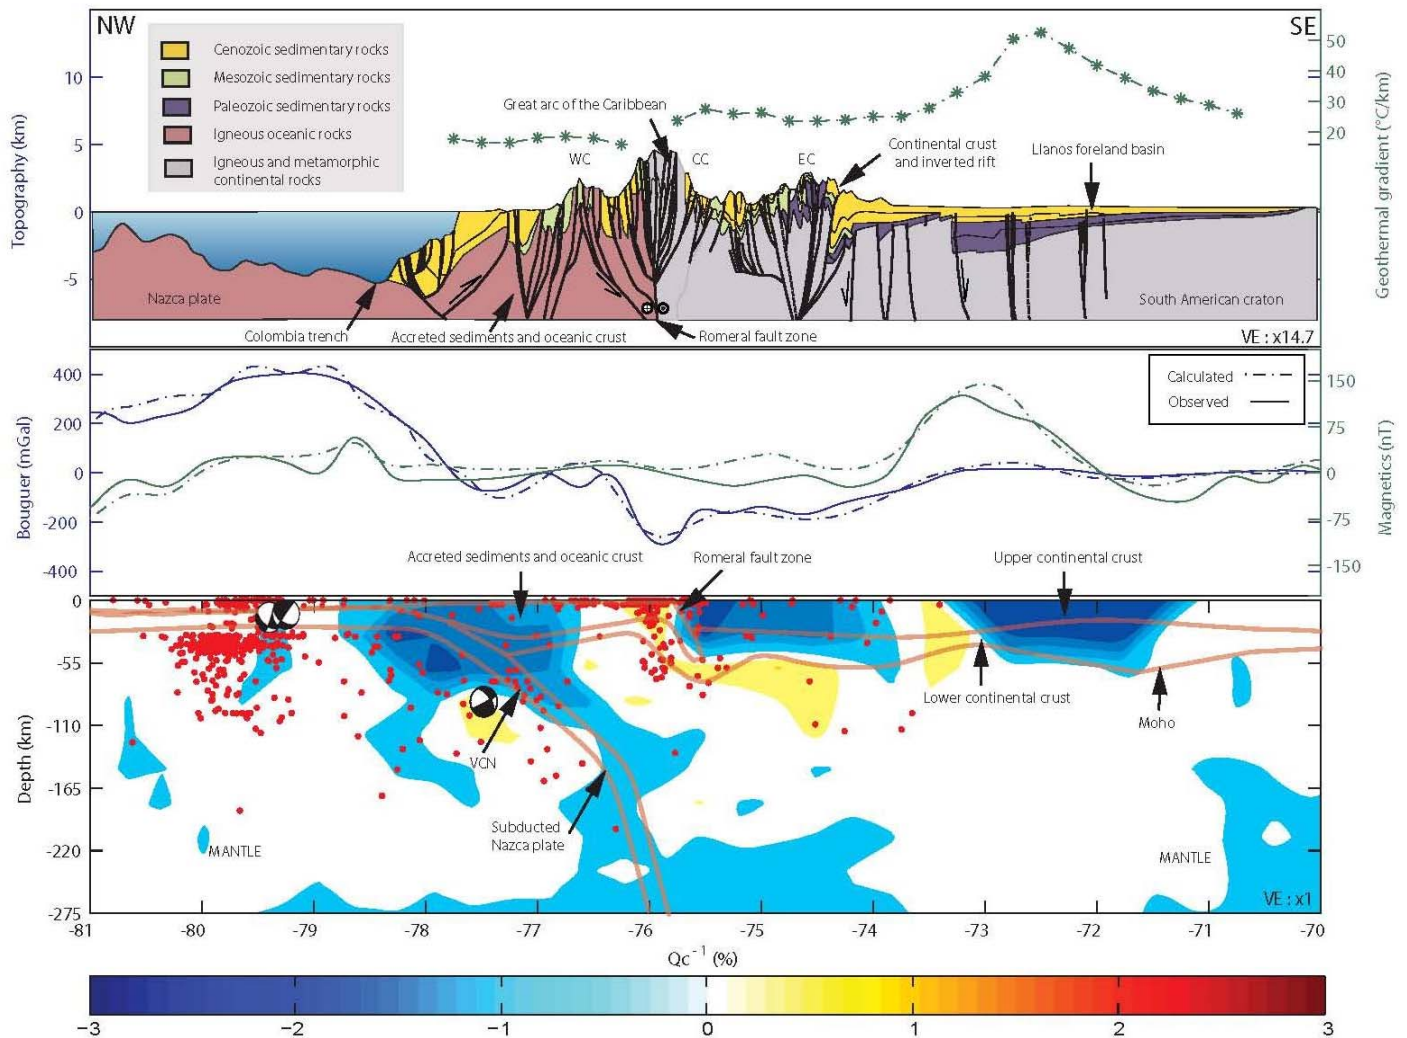 NW
SE
Cenozoic sedimentary rocks
Mesozoic sedimentary rocks
Paleozoic sedimentary rocks
Igneous oceanic rocks
Igneous and metamorphic
continental rocks
Great arc of the Caribbean
WC
CC
EC
Continental crust
and inverted rift
Llanos foreland basin
Topography (km)
10
5
0
-5
Geothermal gradient (°C/km)
50
40
30
20
Nazca plate
South American craton
Colombia trench
Accreted sediments and oceanic crust
Romeral fault zone
VE : x14.7
Bouguer (mGal)
400
200
0
-200
-400
Calculated
Observed
Magnetics (nT)
150
75
0
-75
-150
Accreted sediments and oceanic crust
Romeral fault zone
Upper continental crust
Depth (km)
0
-55
-110
-165
-220
-275
VCN
Lower continental crust
Moho
Subducted
Nazca plate
MANTLE
MANTLE
VE : x1
-81
-80
-79
-78
-77
-76
-75
-74
-73
-72
-71
-70
Qc⁻¹ (%)
-3
-2
-1
0
1
2
3